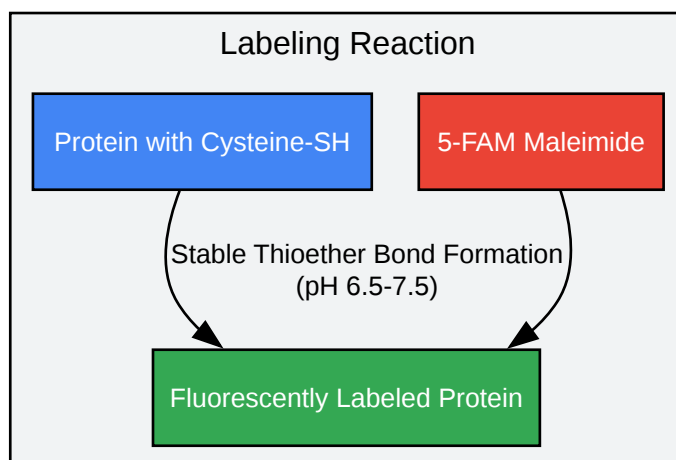 Labeling Reaction
Protein with Cysteine-SH
5-FAM Maleimide
Stable Thioether Bond Formation
(pH 6.5-7.5)
Fluorescently Labeled Protein